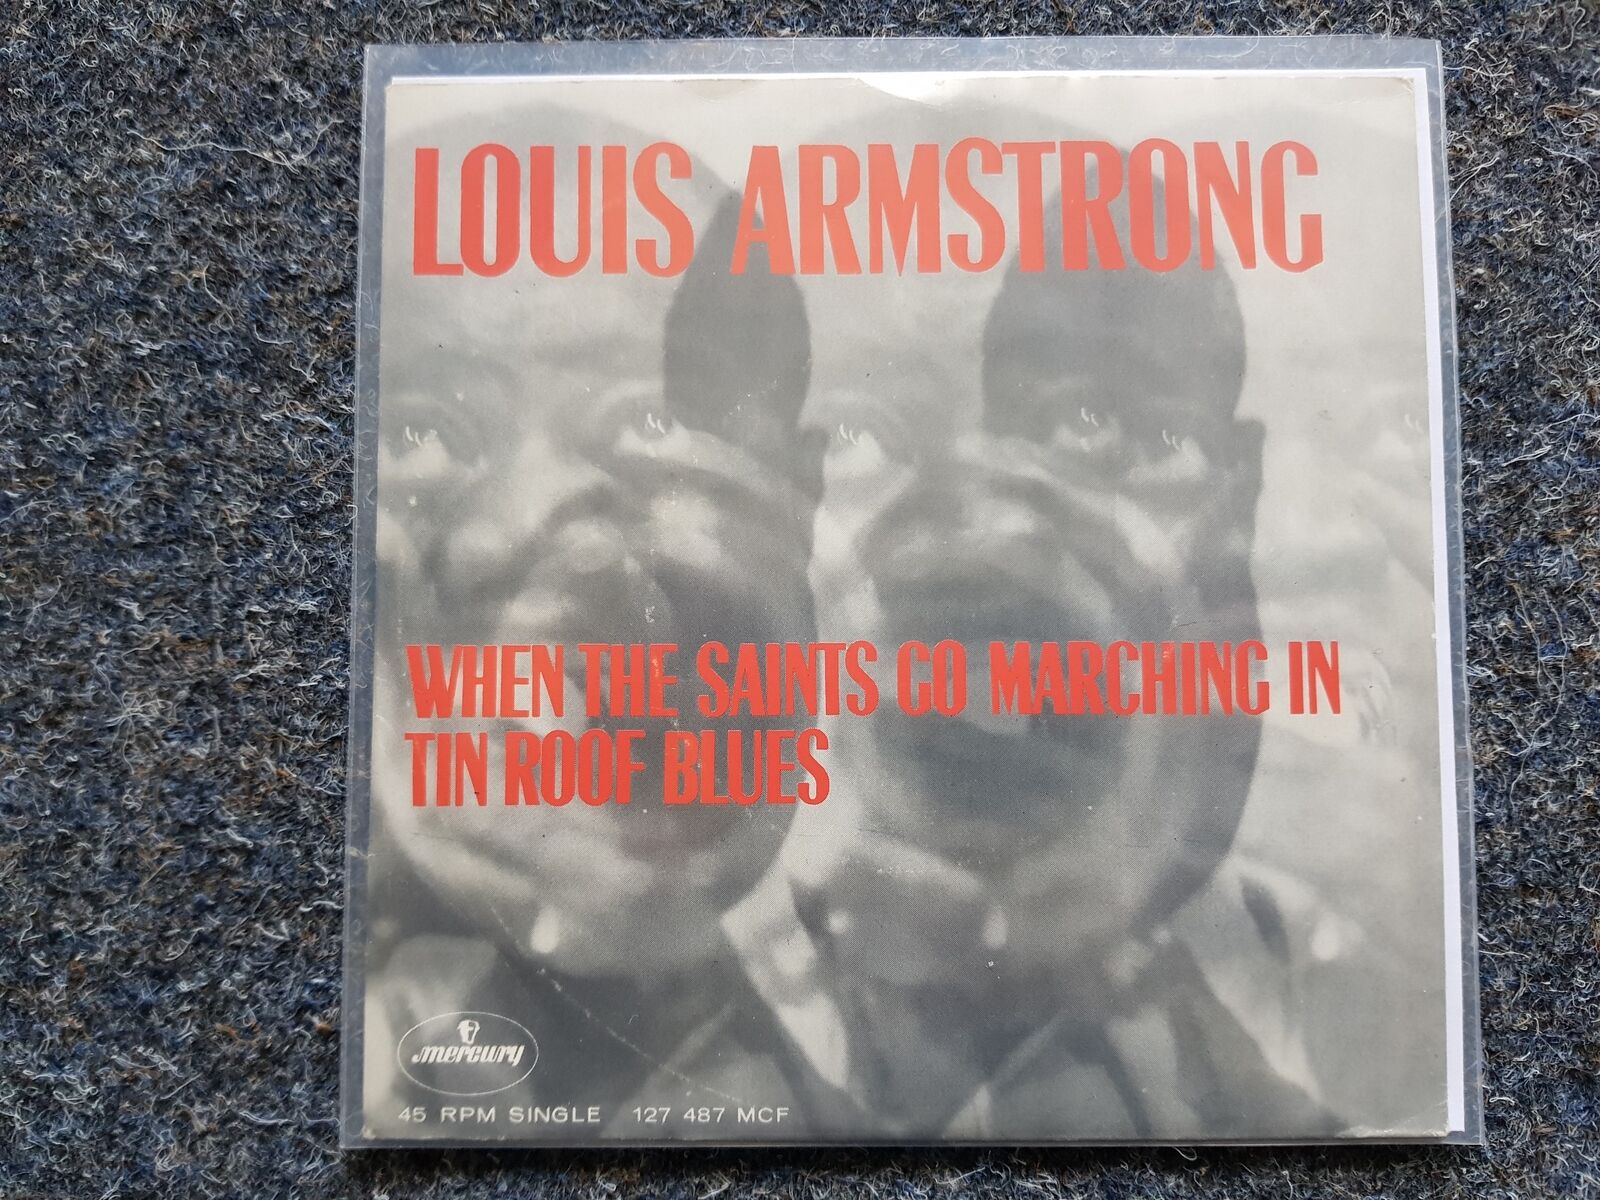 LOUIS ARMSTRONG
WHEN THE SAINTS GO MARCHING IN
TIN ROOF BLUES
mercury
45 RPM SINGLE 127 487 MCF